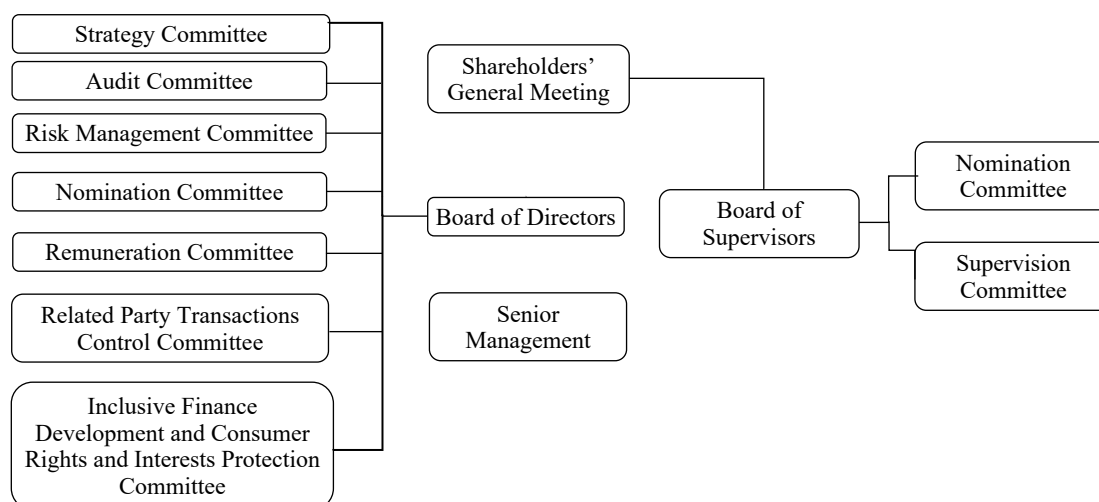 Strategy Committee
Audit Committee
Risk Management Committee
Nomination Committee
Remuneration Committee
Related Party Transactions
Control Committee
Inclusive Finance
Development and Consumer
Rights and Interests Protection
Committee
Shareholders’
General Meeting
Board of Directors
Senior
Management
Board of
Supervisors
Nomination
Committee
Supervision
Committee